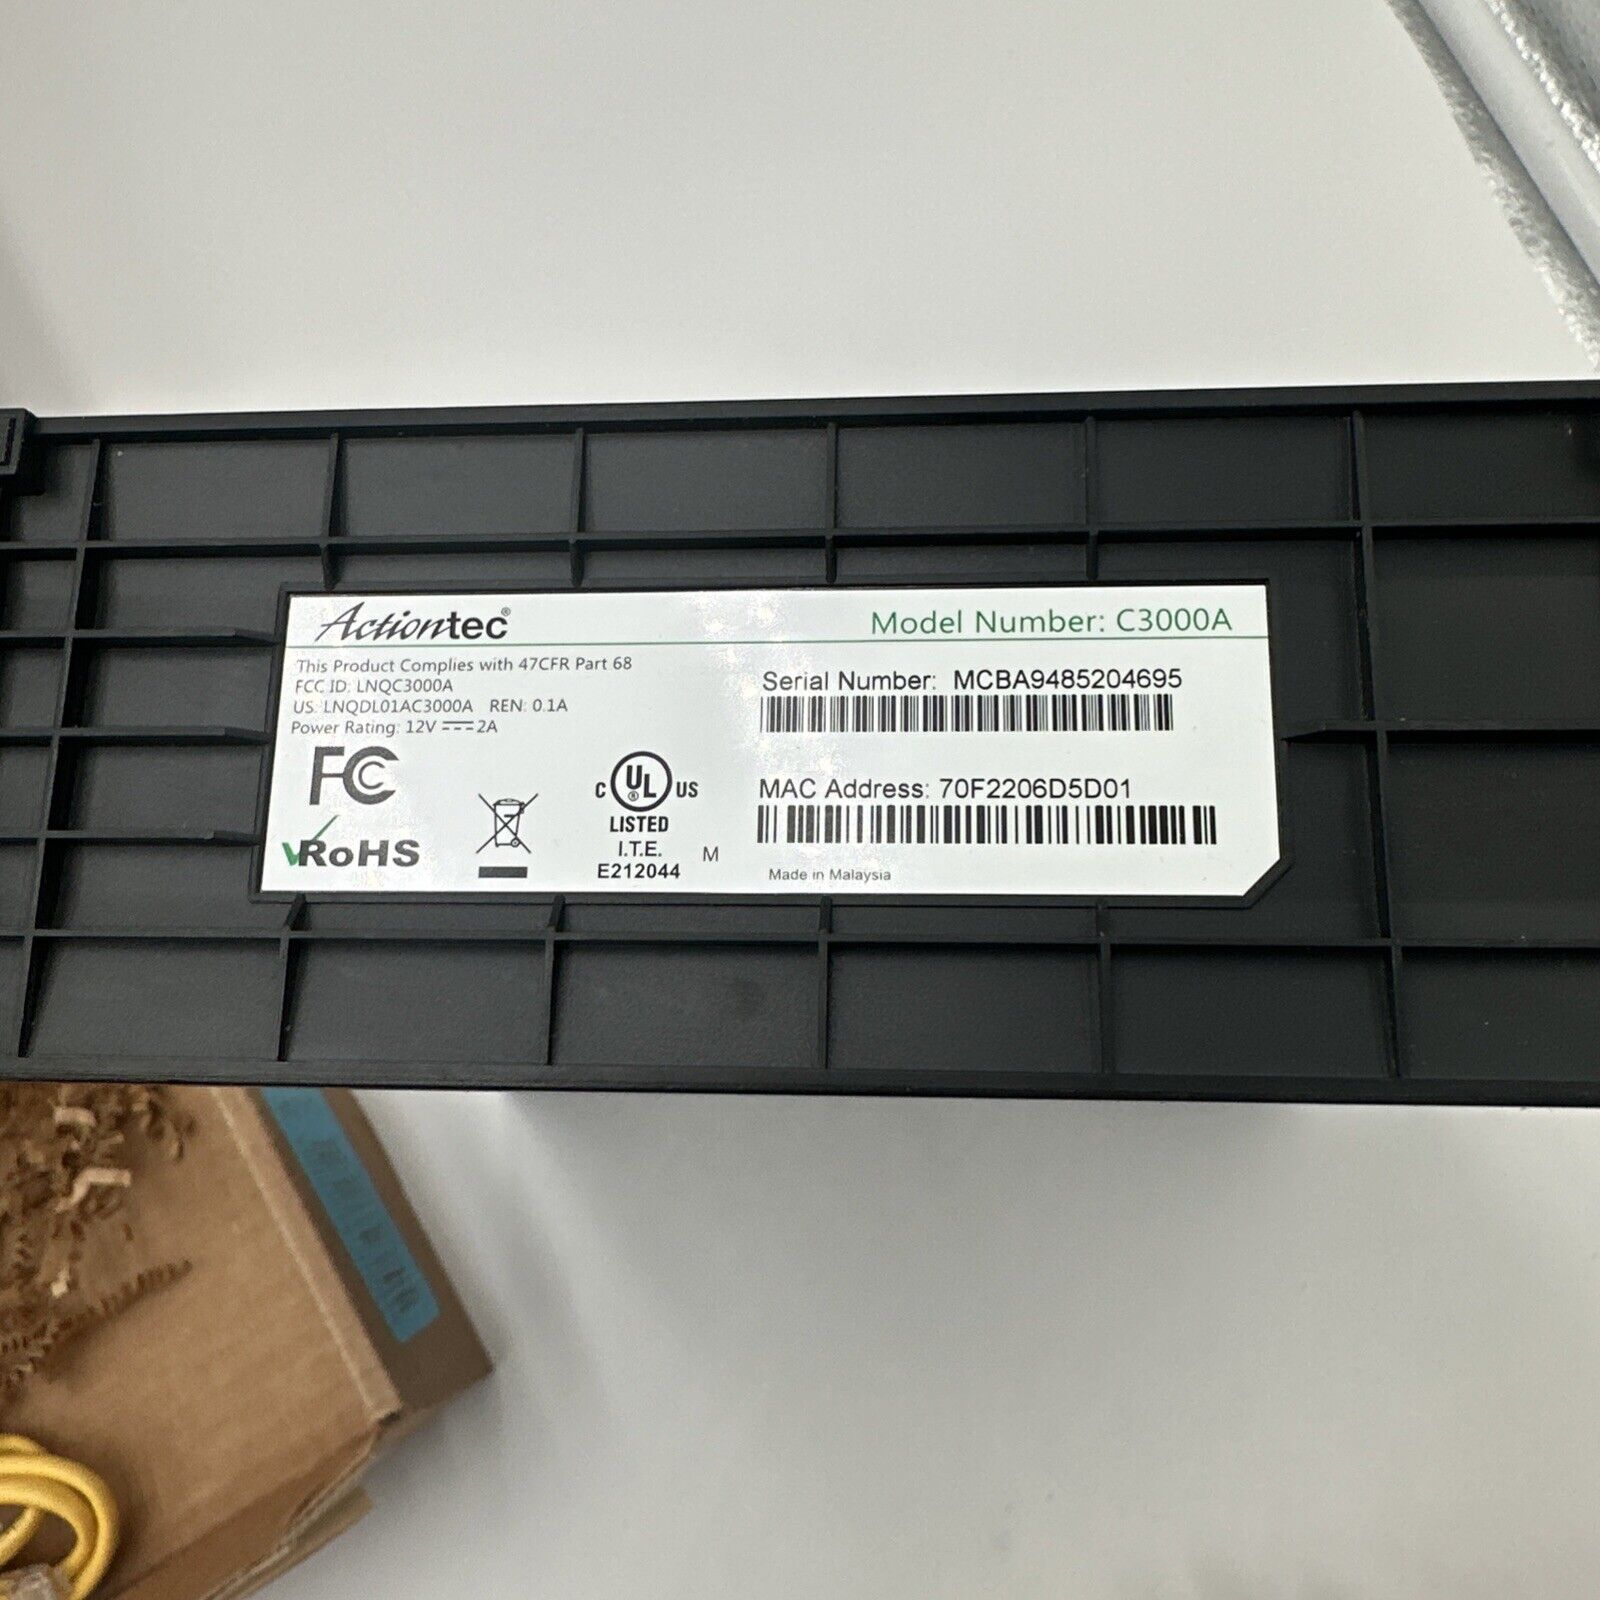 Actiontec®
Model Number: C3000A
This Product Complies with 47CFR Part 68
FCC ID: LNQC3000A
US: LNQDL01AC3000A REN: 0.1A
Power Rating: 12V 2A
FC
RoHS
C UL ® US
LISTED
I.T.E.
E212044
M
Serial Number: MCBA9485204695
MAC Address: 70F2206D5D01
Made in Malaysia